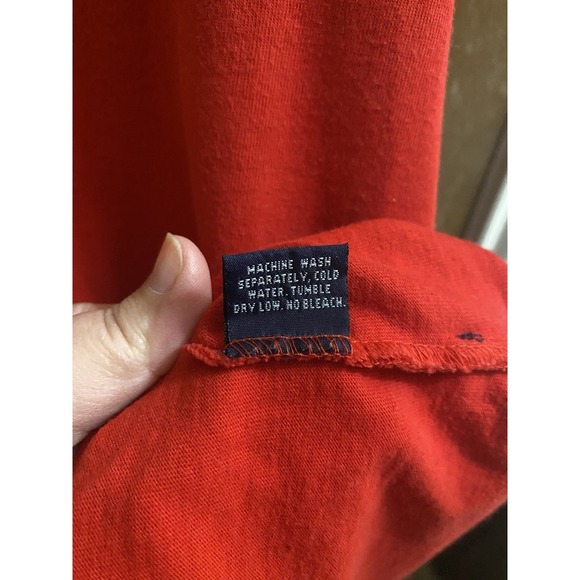 MACHINE WASH
SEPARATELY, COLD
WATER. TUMBLE
DRY LOW. NO BLEACH.